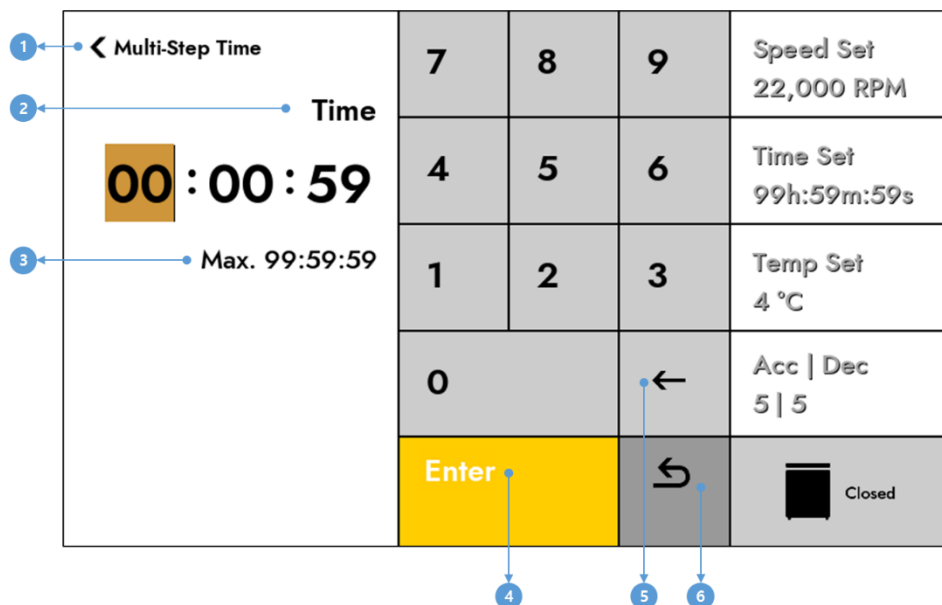 1
Multi-Step Time
2
Time
00:00:59
3
Max. 99:59:59
7
8
9
4
5
6
1
2
3
0
Enter
Speed Set
22,000 RPM
Time Set
99h:59m:59s
Temp Set
4 °C
Acc | Dec
5 | 5
Closed
4
5
6